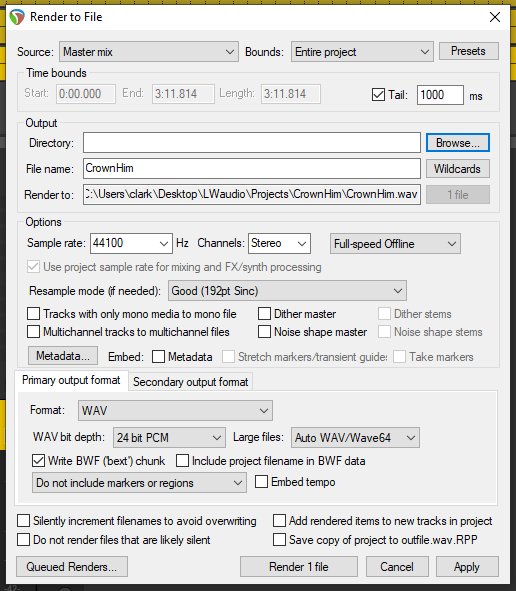 Render to File
Source: Master mix Bounds: Entire project Presets
Time bounds
Start: 0:00.000 End: 3:11.814 Length: 3:11.814 Tail: 1000 ms
Output
Directory: Browse...
File name: CrownHim Wildcards
Render to: C:\Users\clark\Desktop\LWaudio\Projects\CrownHim\CrownHim.wav 1 file
Options
Sample rate: 44100 Hz Channels: Stereo Full-speed Offline
Use project sample rate for mixing and FX/synth processing
Resample mode (if needed): Good (192pt Sinc)
Tracks with only mono media to mono file Dither master Dither stems
Multichannel tracks to multichannel files Noise shape master Noise shape stems
Metadata... Embed: Metadata Stretch markers/transient guides Take markers
Primary output format Secondary output format
Format: WAV
WAV bit depth: 24 bit PCM Large files: Auto WAV/Wave64
Write BWF ('bext') chunk Include project filename in BWF data
Do not include markers or regions Embed tempo
Silently increment filenames to avoid overwriting Add rendered items to new tracks in project
Do not render files that are likely silent Save copy of project to outfile.wav.RPP
Queued Renders... Render 1 file Cancel Apply